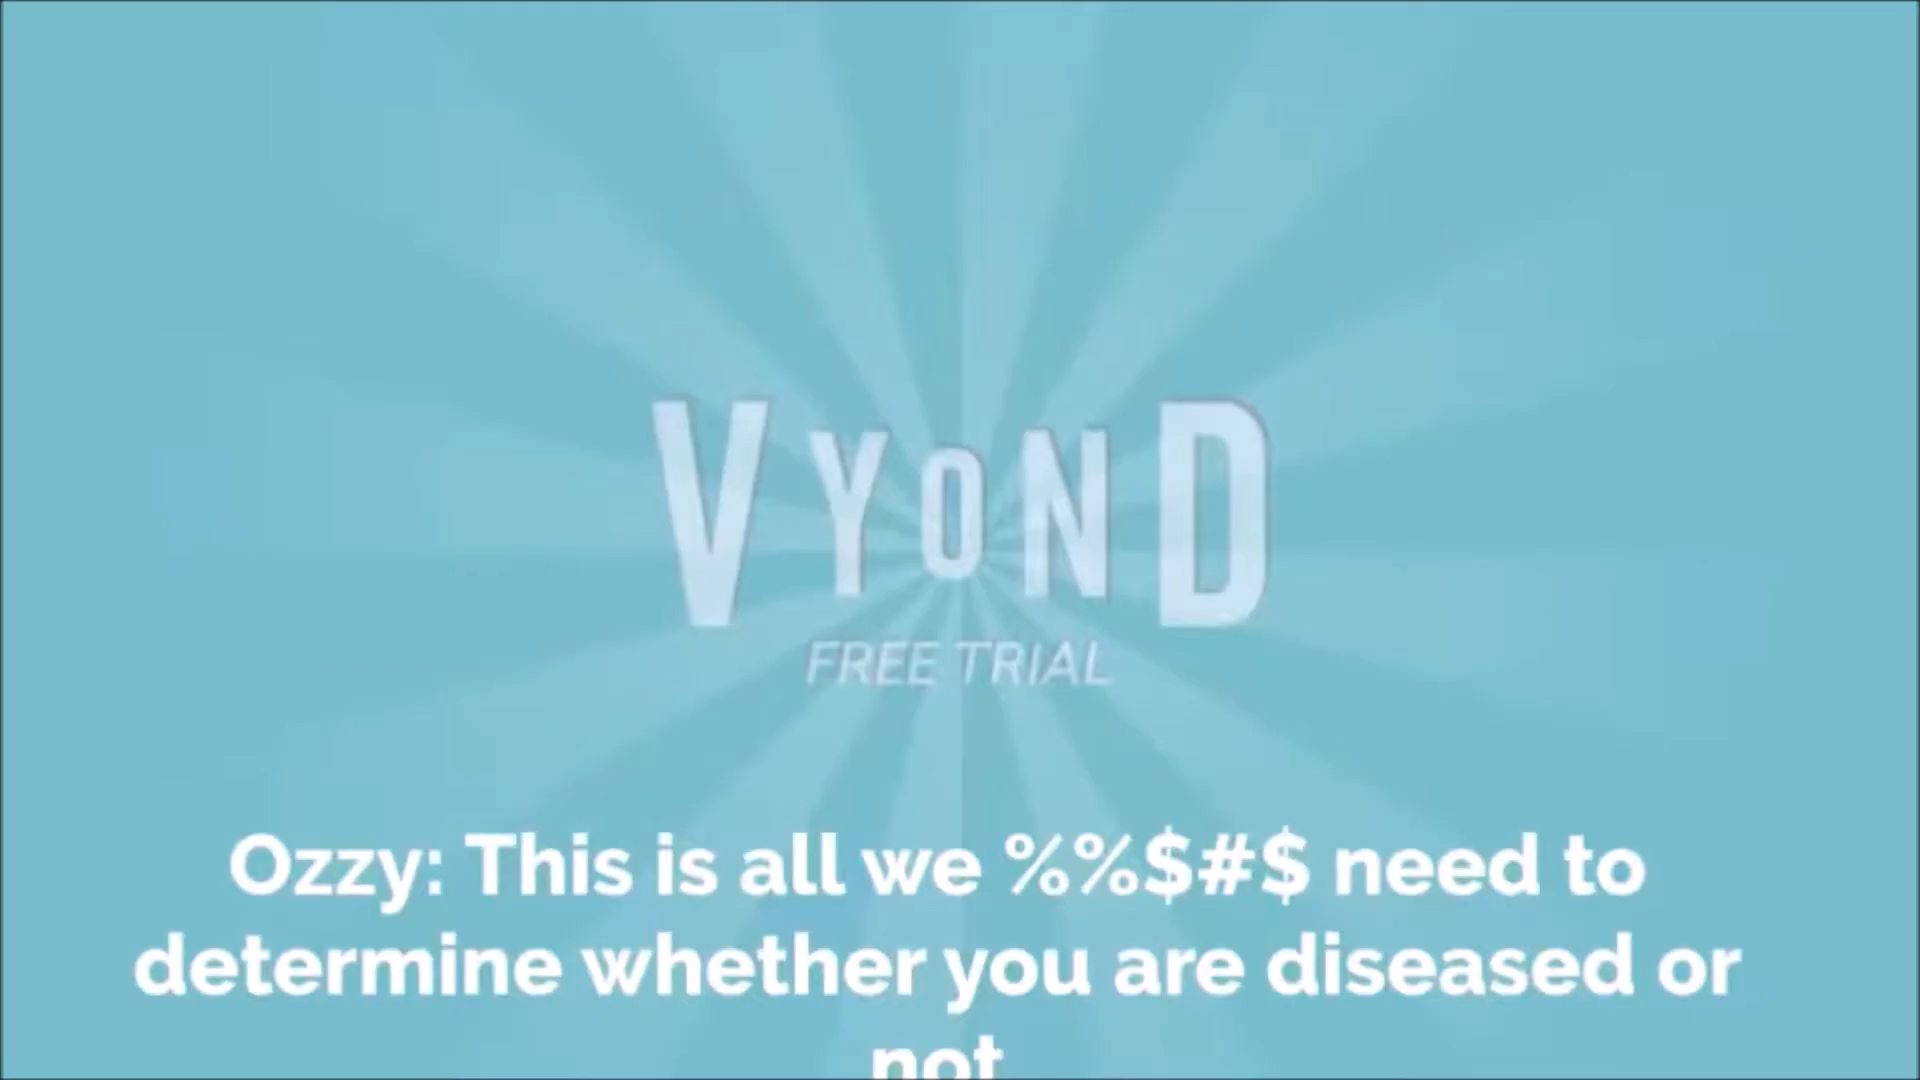 VYOND
FREE TRIAL
Ozzy: This is all we %%$#$ need to
determine whether you are diseased or
not